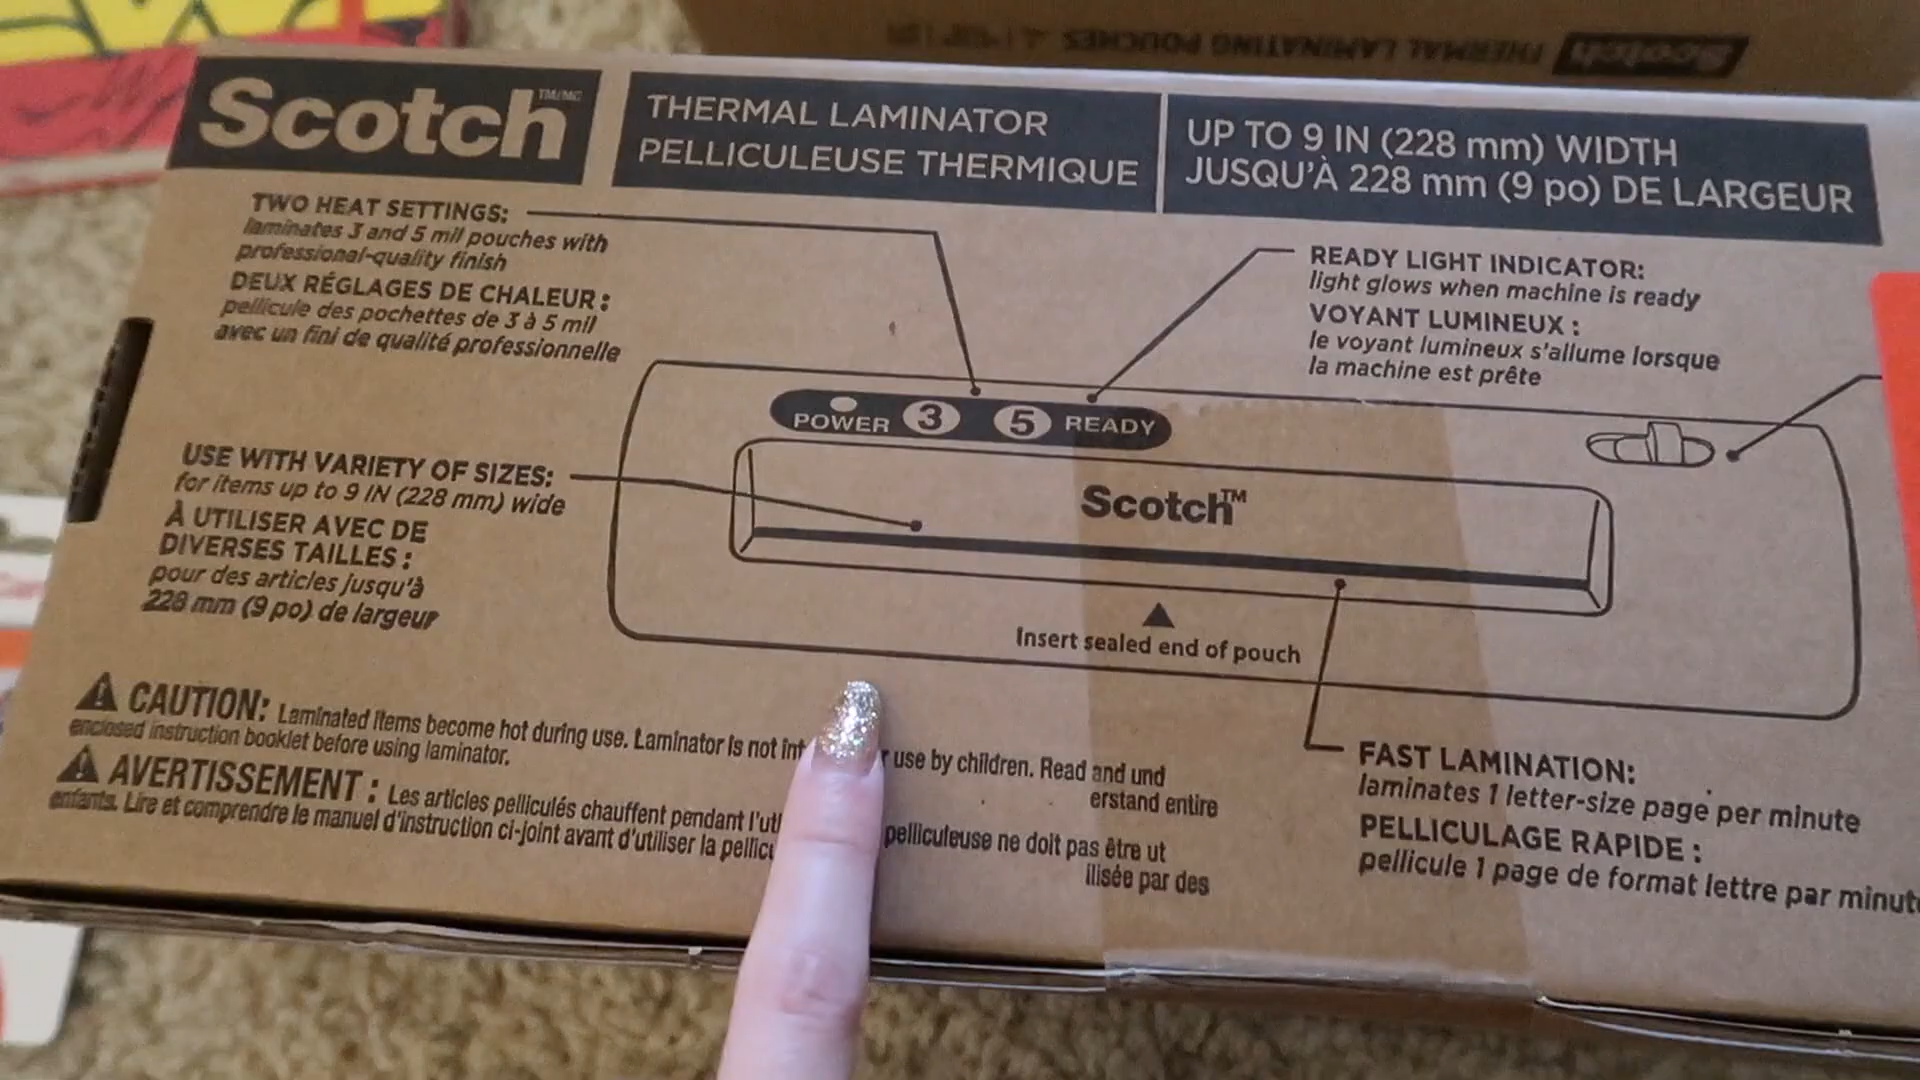 THERMAL LAMINATING POUCHES
Scotch
Scotch TM/MC
THERMAL LAMINATOR
PELLICULEUSE THERMIQUE
UP TO 9 IN (228 mm) WIDTH
JUSQU'À 228 mm (9 po) DE LARGEUR
TWO HEAT SETTINGS:
laminates 3 and 5 mil pouches with
professional-quality finish
DEUX RÉGLAGES DE CHALEUR :
pellicule des pochettes de 3 à 5 mil
avec un fini de qualité professionnelle
READY LIGHT INDICATOR:
light glows when machine is ready
VOYANT LUMINEUX :
le voyant lumineux s'allume lorsque
la machine est prête
POWER 3 5 READY
USE WITH VARIETY OF SIZES:
for items up to 9 IN (228 mm) wide
À UTILISER AVEC DE
DIVERSES TAILLES :
pour des articles jusqu'à
228 mm (9 po) de largeur
Scotch™
Insert sealed end of pouch
FAST LAMINATION:
laminates 1 letter-size page per minute
PELLICULAGE RAPIDE :
pellicule 1 page de format lettre par minute
CAUTION: Laminated items become hot during use. Laminator is not use by children. Read and und
erstand entire
enclosed instruction booklet before using laminator.
AVERTISSEMENT : Les articles pelliculés chauffent pendant pelliculeuse ne doit pas être ut
ilisée par des
enfants. Lire et comprendre le manuel d'instruction ci-joint avant d'utiliser la